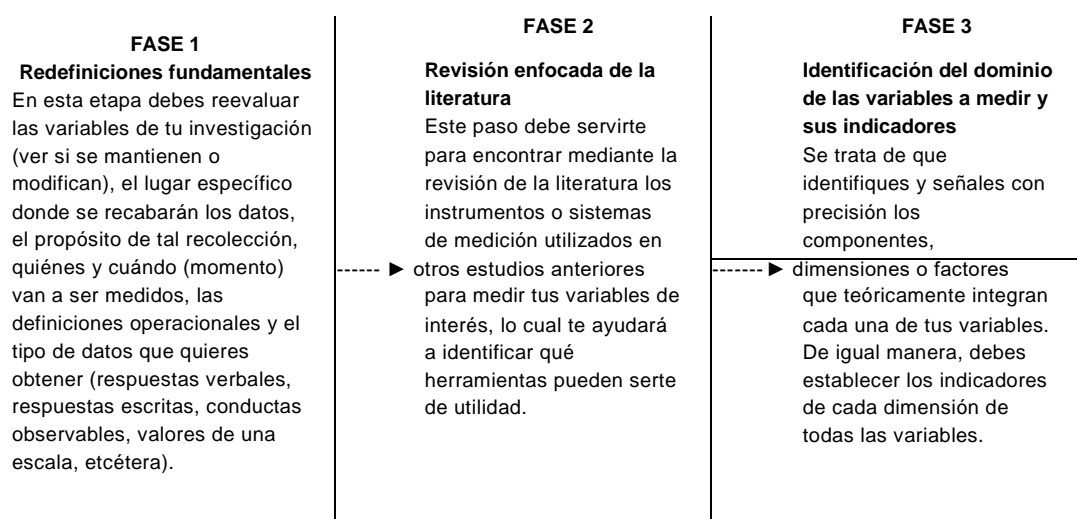 FASE 1
Redefiniciones fundamentales
En esta etapa debes reevaluar
las variables de tu investigación
(ver si se mantienen o
modifican), el lugar específico
donde se recabarán los datos,
el propósito de tal recolección,
quiénes y cuándo (momento)
van a ser medidos, las
definiciones operacionales y el
tipo de datos que quieres
obtener (respuestas verbales,
respuestas escritas, conductas
observables, valores de una
escala, etcétera).
FASE 2
Revisión enfocada de la
literatura
Este paso debe servirte
para encontrar mediante la
revisión de la literatura los
instrumentos o sistemas
de medición utilizados en
------ ► otros estudios anteriores
para medir tus variables de
interés, lo cual te ayudará
a identificar qué
herramientas pueden serte
de utilidad.
FASE 3
Identificación del dominio
de las variables a medir y
sus indicadores
Se trata de que
identifiques y señales con
precisión los
componentes,
------- ► dimensiones o factores
que teóricamente integran
cada una de tus variables.
De igual manera, debes
establecer los indicadores
de cada dimensión de
todas las variables.